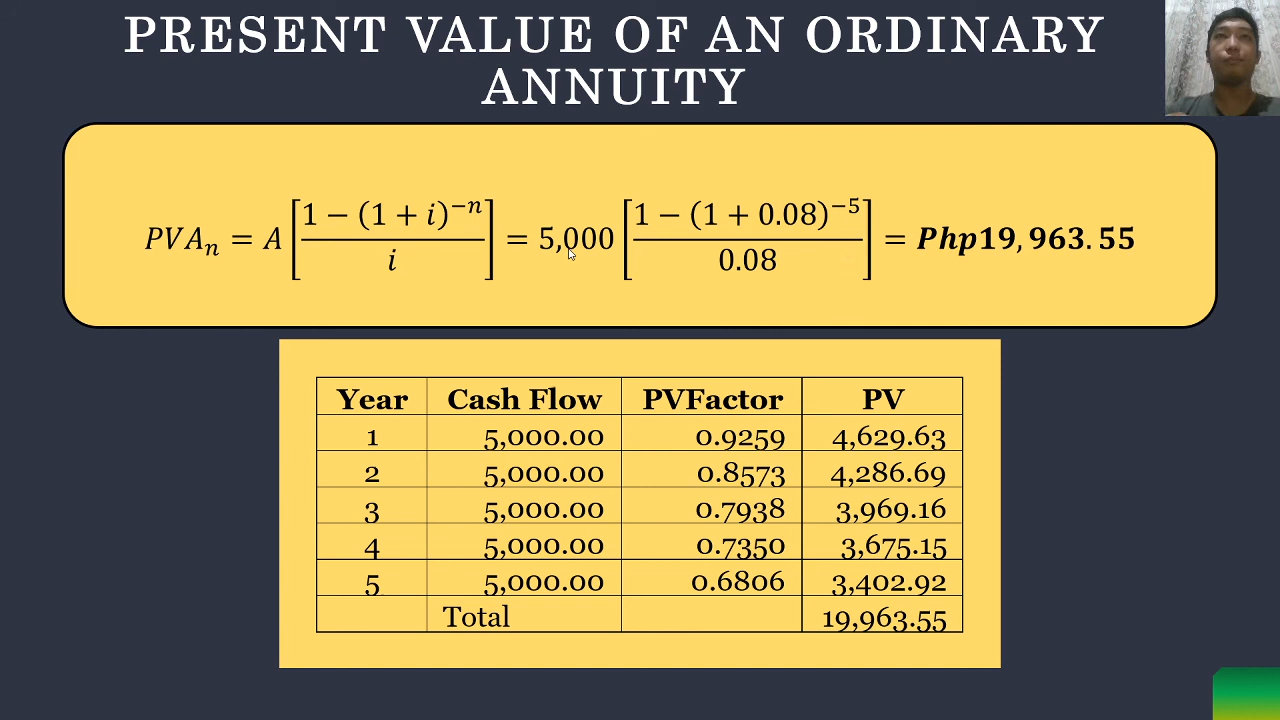 PRESENT VALUE OF AN ORDINARY
ANNUITY
PVAₙ = A [1 − (1 + i)⁻ⁿ / i] = 5,000 [1 − (1 + 0.08)⁻⁵ / 0.08] = Php19,963.55
Year Cash Flow PVFactor PV
1 5,000.00 0.9259 4,629.63
2 5,000.00 0.8573 4,286.69
3 5,000.00 0.7938 3,969.16
4 5,000.00 0.7350 3,675.15
5 5,000.00 0.6806 3,402.92
Total 19,963.55